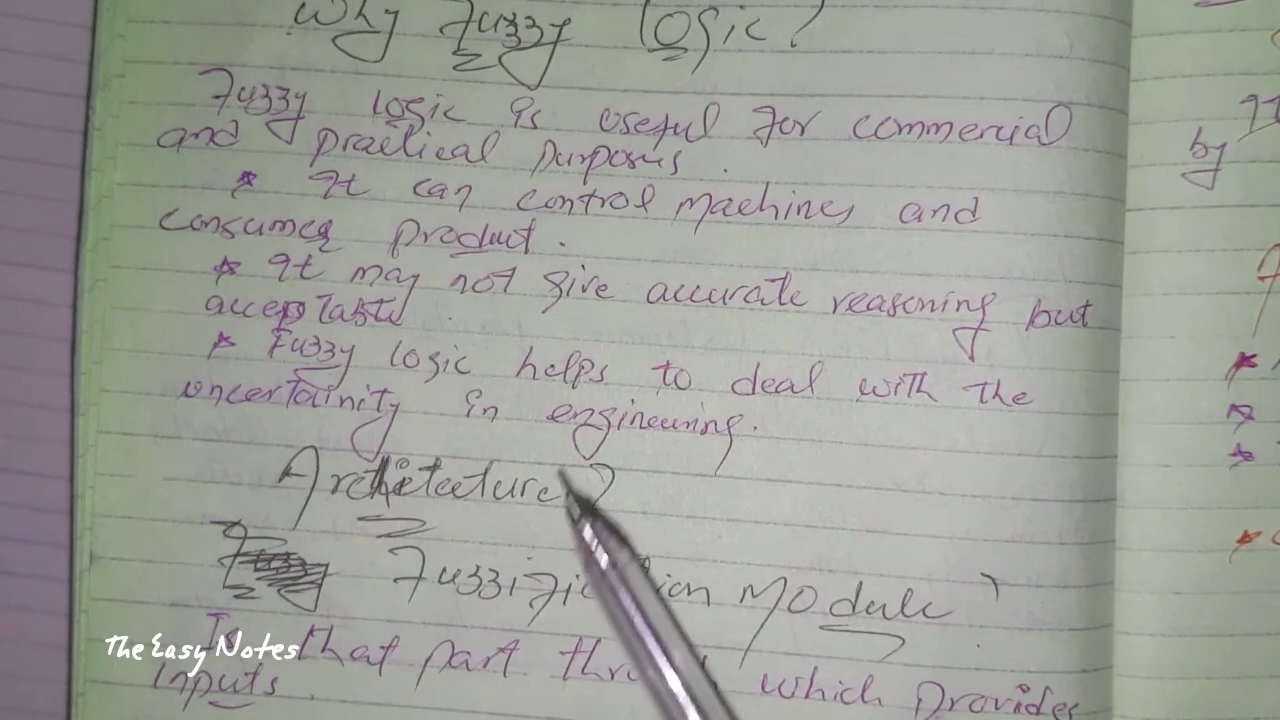 Why Fuzzy logic?
Fuzzy logic is useful for commercial
and practical purposes.
* It can control machines and
consumer product.
* It may not give accurate reasoning but
acceptable.
* Fuzzy logic helps to deal with the
uncertainity in engineering.
Architecture?
Module
that part which provides
inputs.
The Easy Notes
by